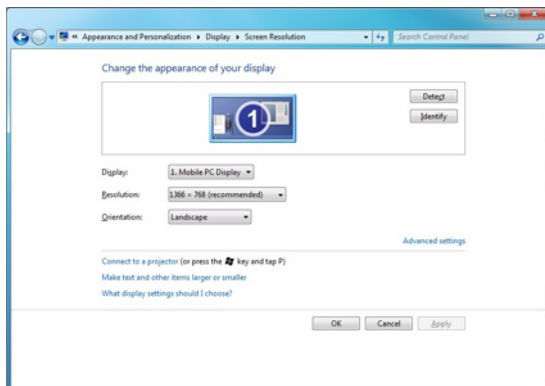 « Appearance and Personalization ▸ Display ▸ Screen Resolution
Search Control Panel
Change the appearance of your display
1
Detect
Identify
Display: 1. Mobile PC Display
Resolution: 1366 × 768 (recommended)
Orientation: Landscape
Advanced settings
Connect to a projector (or press the key and tap P)
Make text and other items larger or smaller
What display settings should I choose?
OK Cancel Apply